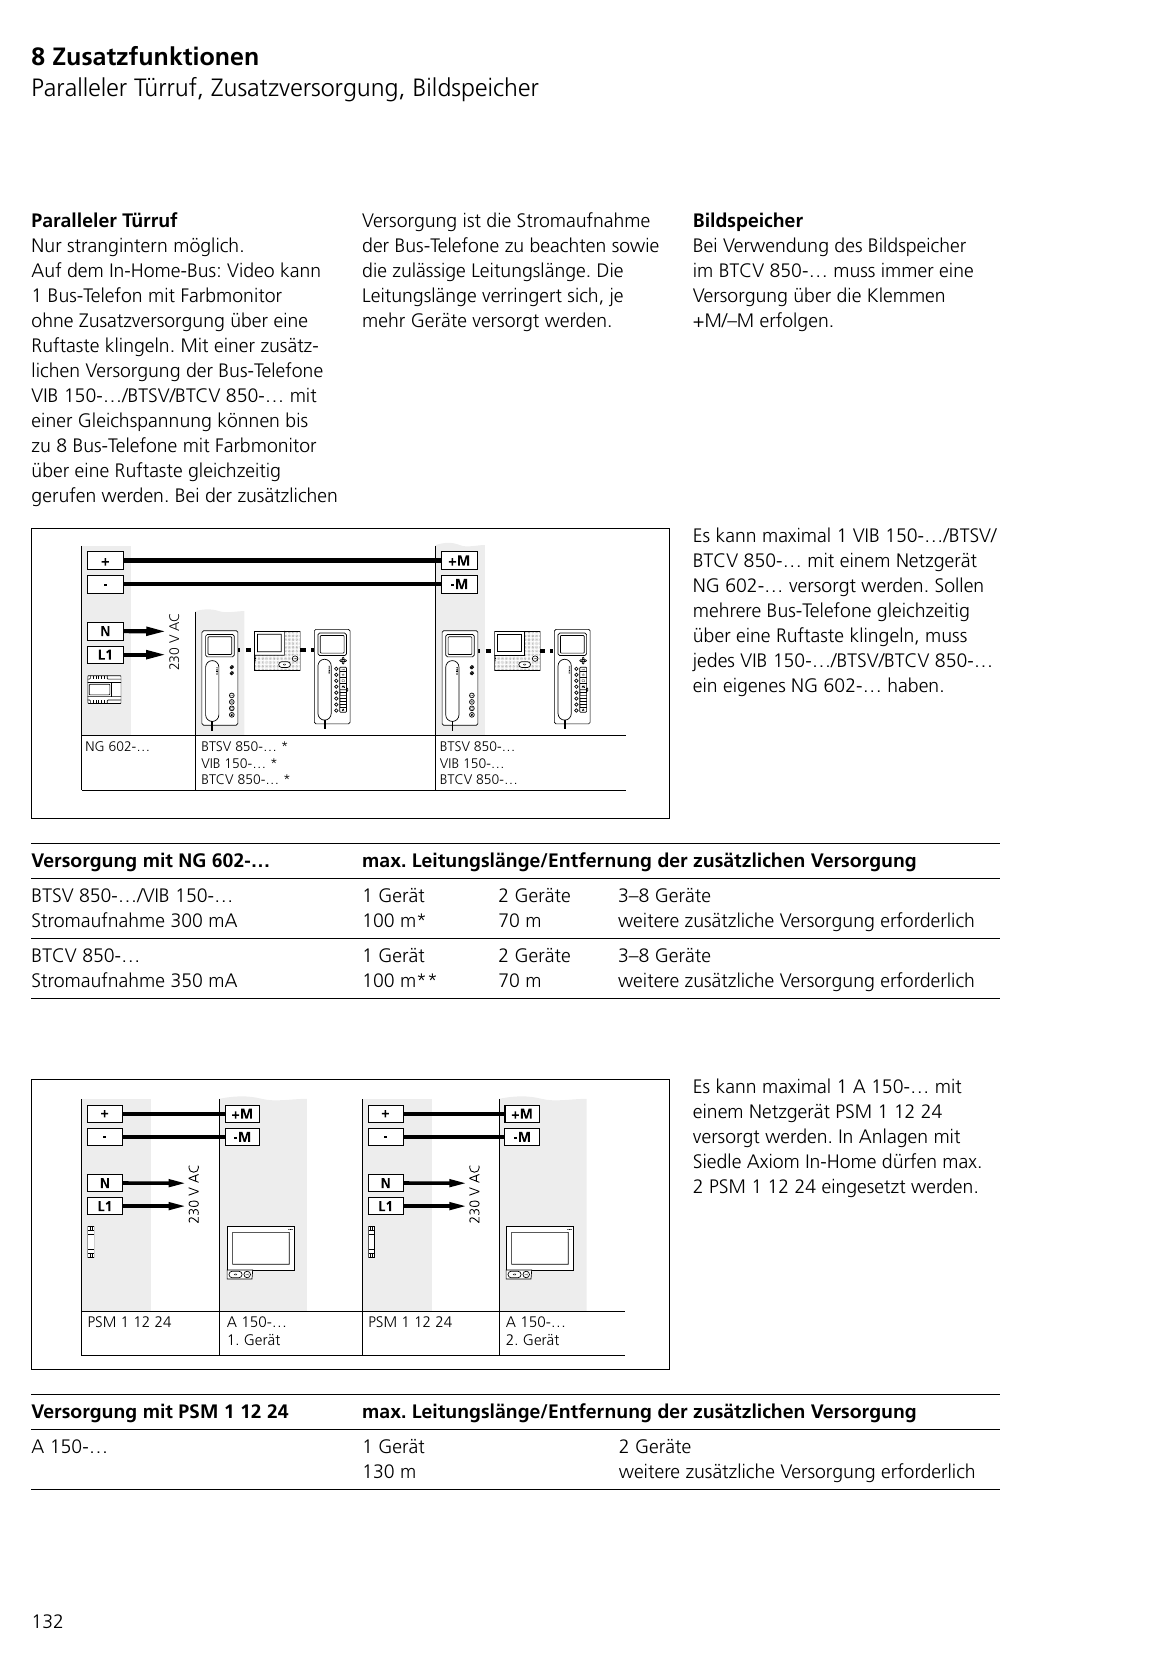 8 Zusatzfunktionen
Paralleler Türruf, Zusatzversorgung, Bildspeicher
Paralleler Türruf
Nur strangintern möglich.
Auf dem In-Home-Bus: Video kann
1 Bus-Telefon mit Farbmonitor
ohne Zusatzversorgung über eine
Ruftaste klingeln. Mit einer zusätz-
lichen Versorgung der Bus-Telefone
VIB 150-…/BTSV/BTCV 850-… mit
einer Gleichspannung können bis
zu 8 Bus-Telefone mit Farbmonitor
über eine Ruftaste gleichzeitig
gerufen werden. Bei der zusätzlichen
Versorgung ist die Stromaufnahme
der Bus-Telefone zu beachten sowie
die zulässige Leitungslänge. Die
Leitungslänge verringert sich, je
mehr Geräte versorgt werden.
Bildspeicher
Bei Verwendung des Bildspeicher
im BTCV 850-… muss immer eine
Versorgung über die Klemmen
+M/–M erfolgen.
+ +M
- -M
N
L1
230 V AC
NG 602-…
BTSV 850-… *
VIB 150-… *
BTCV 850-… *
BTSV 850-…
VIB 150-…
BTCV 850-…
Es kann maximal 1 VIB 150-…/BTSV/
BTCV 850-… mit einem Netzgerät
NG 602-… versorgt werden. Sollen
mehrere Bus-Telefone gleichzeitig
über eine Ruftaste klingeln, muss
jedes VIB 150-…/BTSV/BTCV 850-…
ein eigenes NG 602-… haben.
Versorgung mit NG 602-… max. Leitungslänge/Entfernung der zusätzlichen Versorgung
BTSV 850-…/VIB 150-… 1 Gerät 2 Geräte 3–8 Geräte
Stromaufnahme 300 mA 100 m* 70 m weitere zusätzliche Versorgung erforderlich
BTCV 850-… 1 Gerät 2 Geräte 3–8 Geräte
Stromaufnahme 350 mA 100 m** 70 m weitere zusätzliche Versorgung erforderlich
+ +M + +M
- -M - -M
N N
L1 L1
230 V AC 230 V AC
PSM 1 12 24 A 150-… PSM 1 12 24 A 150-…
1. Gerät 2. Gerät
Es kann maximal 1 A 150-… mit
einem Netzgerät PSM 1 12 24
versorgt werden. In Anlagen mit
Siedle Axiom In-Home dürfen max.
2 PSM 1 12 24 eingesetzt werden.
Versorgung mit PSM 1 12 24 max. Leitungslänge/Entfernung der zusätzlichen Versorgung
A 150-… 1 Gerät 2 Geräte
130 m weitere zusätzliche Versorgung erforderlich
132